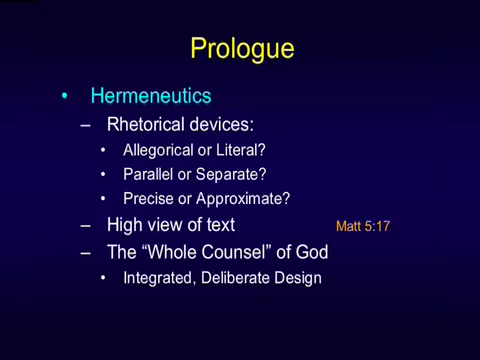 Prologue
• Hermeneutics
– Rhetorical devices:
• Allegorical or Literal?
• Parallel or Separate?
• Precise or Approximate?
– High view of text Matt 5:17
– The “Whole Counsel” of God
• Integrated, Deliberate Design